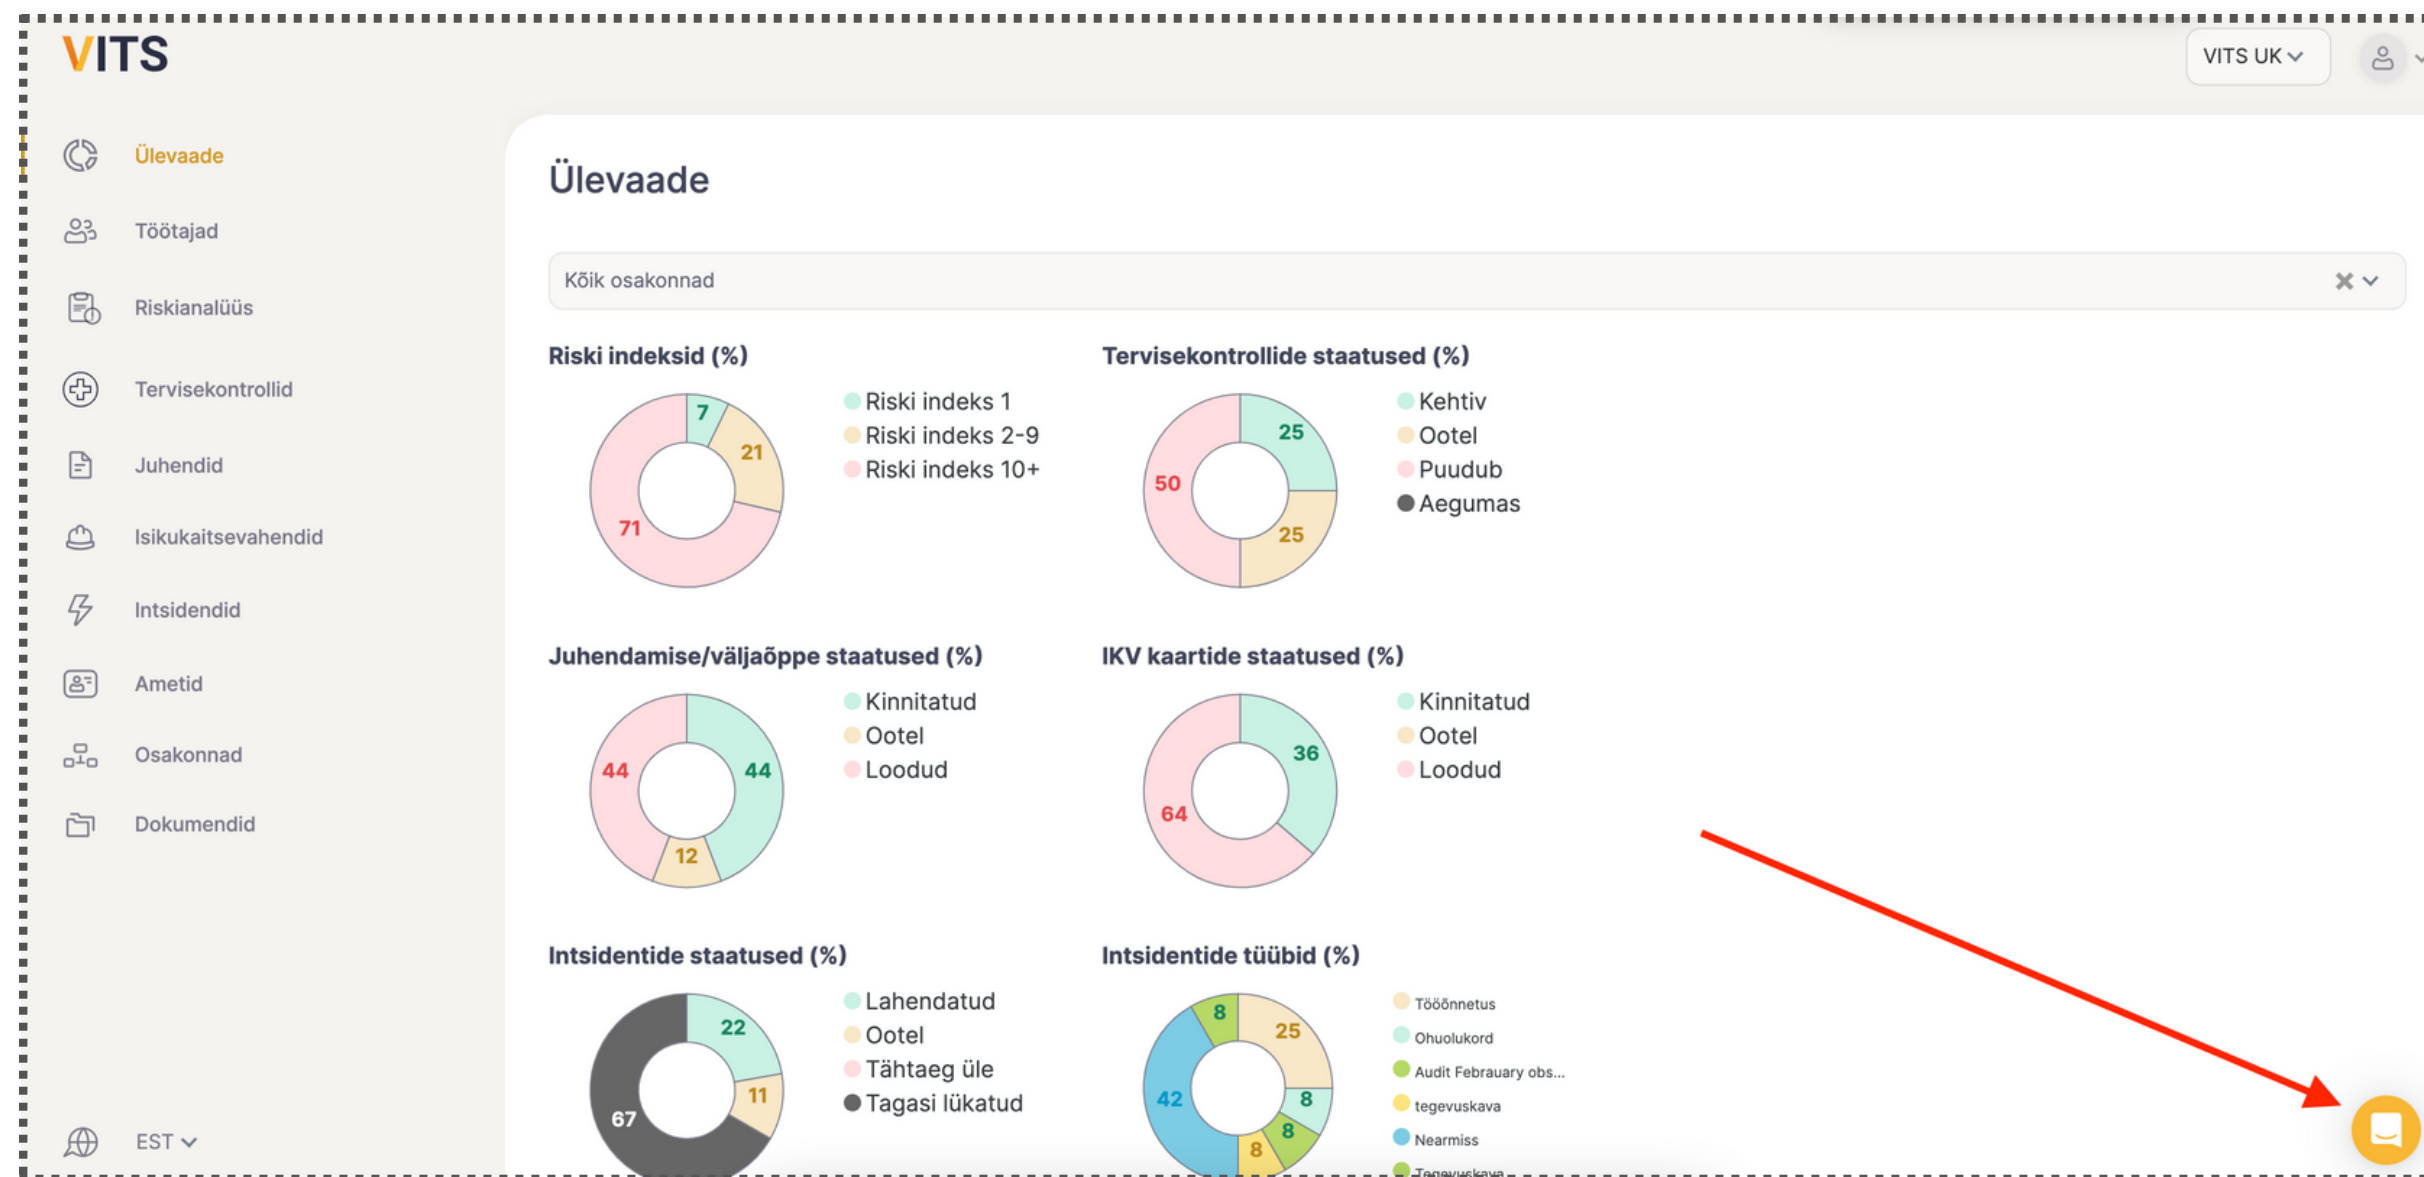 VITS
VITS UK
Ülevaade
Töötajad
Riskianalüüs
Tervisekontrollid
Juhendid
Isikukaitsevahendid
Intsidendid
Ametid
Osakonnad
Dokumendid
EST
Ülevaade
Kõik osakonnad
Riski indeksid (%)
7
21
71
Riski indeks 1
Riski indeks 2-9
Riski indeks 10+
Tervisekontrollide staatused (%)
25
50
25
Kehtiv
Ootel
Puudub
Aegumas
Juhendamise/väljaõppe staatused (%)
44
44
12
Kinnitatud
Ootel
Loodud
IKV kaartide staatused (%)
36
64
Kinnitatud
Ootel
Loodud
Intsidentide staatused (%)
22
11
67
Lahendatud
Ootel
Tähtaeg üle
Tagasi lükatud
Intsidentide tüübid (%)
8
25
42
8
8
8
Tööõnnetus
Ohuolukord
Audit Febrauary obs...
tegevuskava
Nearmiss
Tegevuskava